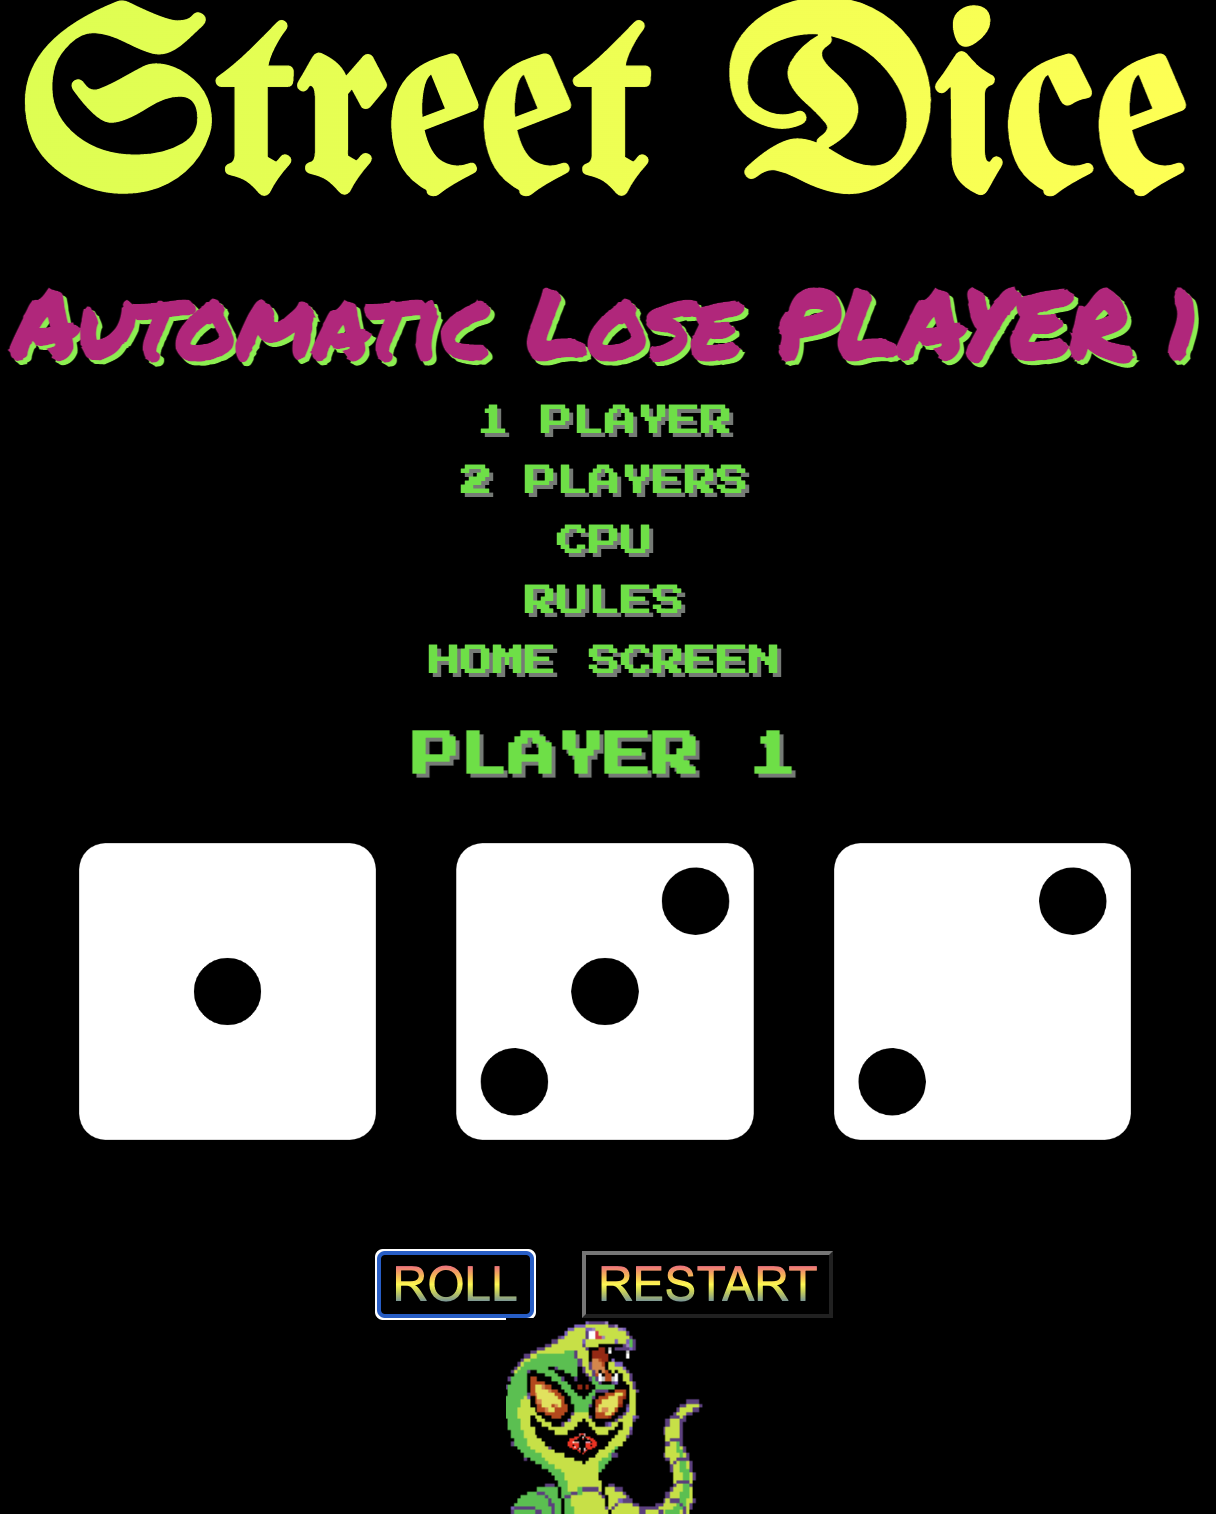 Street Dice
Automatic Lose PLAYER 1
1 PLAYER
2 PLAYERS
CPU
RULES
HOME SCREEN
PLAYER 1
ROLL RESTART